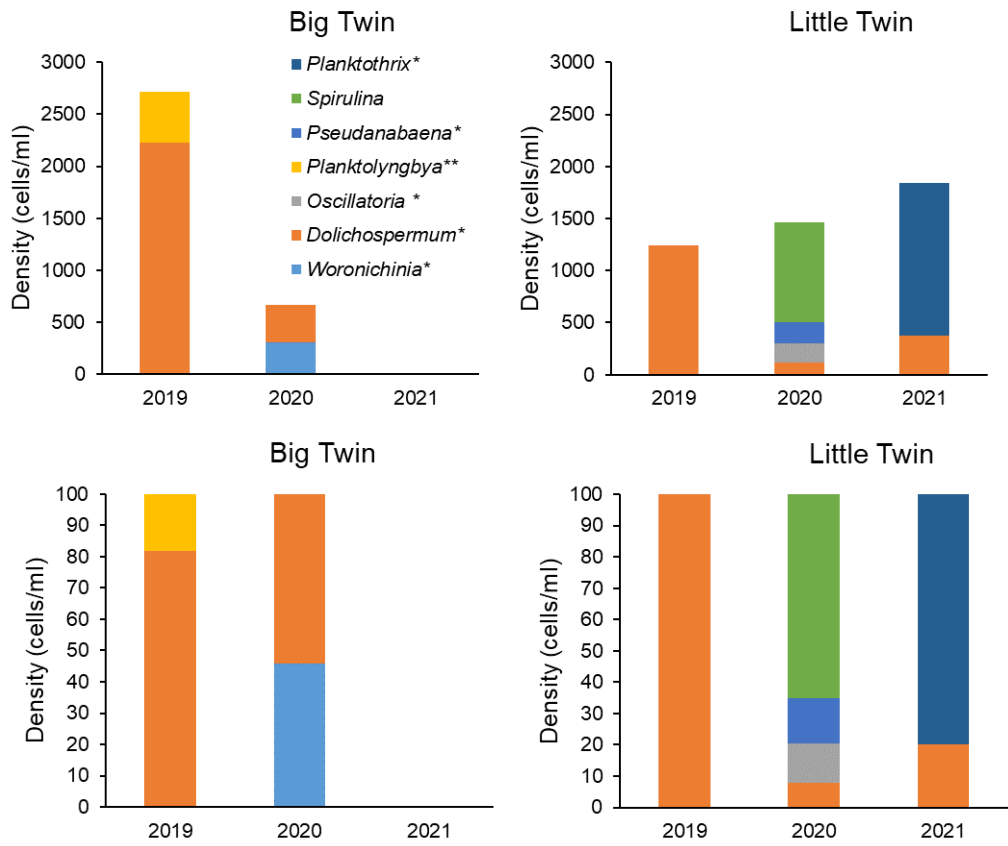 Big Twin
Density (cells/ml)
3000
2500
2000
1500
1000
500
0
2019 2020 2021
Planktothrix*
Spirulina
Pseudanabaena*
Planktolyngbya**
Oscillatoria *
Dolichospermum*
Woronichinia*
Little Twin
Density (cells/ml)
3000
2500
2000
1500
1000
500
0
2019 2020 2021
Big Twin
Density (cells/ml)
100
90
80
70
60
50
40
30
20
10
0
2019 2020 2021
Little Twin
Density (cells/ml)
100
90
80
70
60
50
40
30
20
10
0
2019 2020 2021